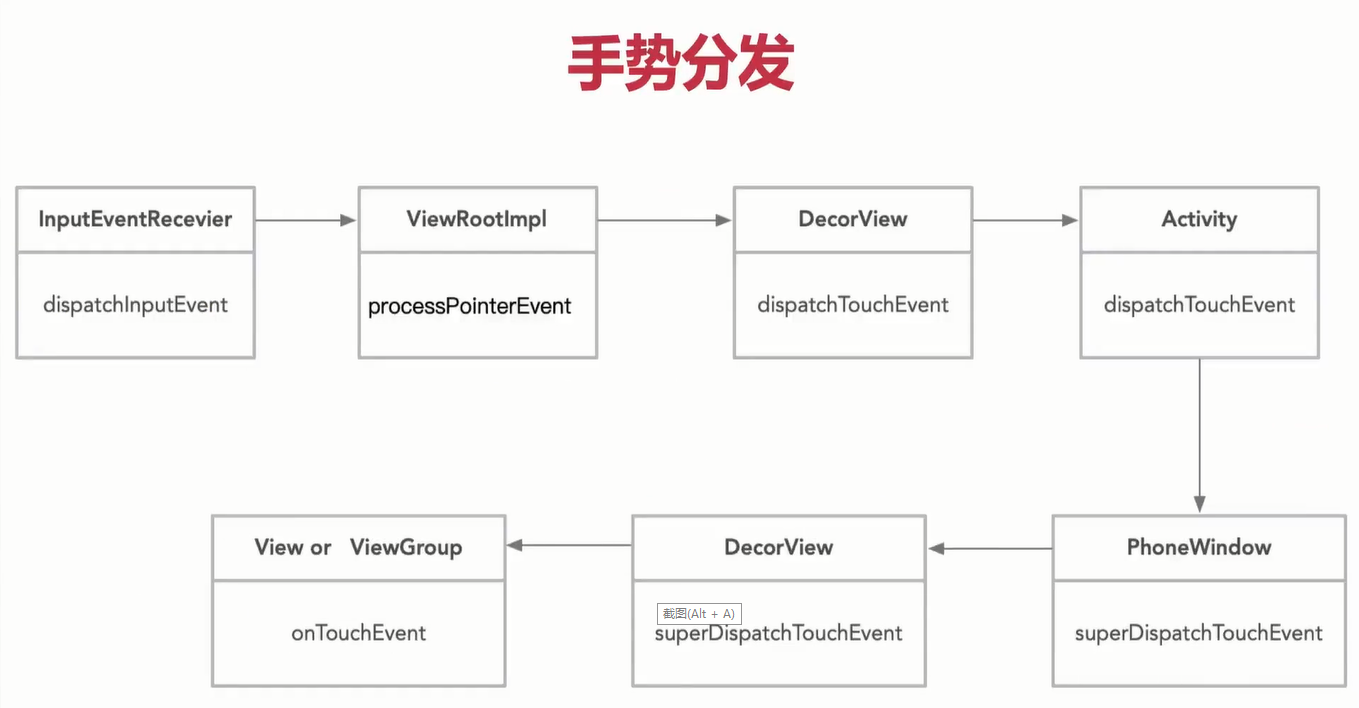 手势分发
InputEventRecevier
ViewRootImpl
DecorView
Activity
dispatchInputEvent
processPointerEvent
dispatchTouchEvent
dispatchTouchEvent
View or ViewGroup
DecorView
PhoneWindow
截图(Alt + A)
onTouchEvent
superDispatchTouchEvent
superDispatchTouchEvent